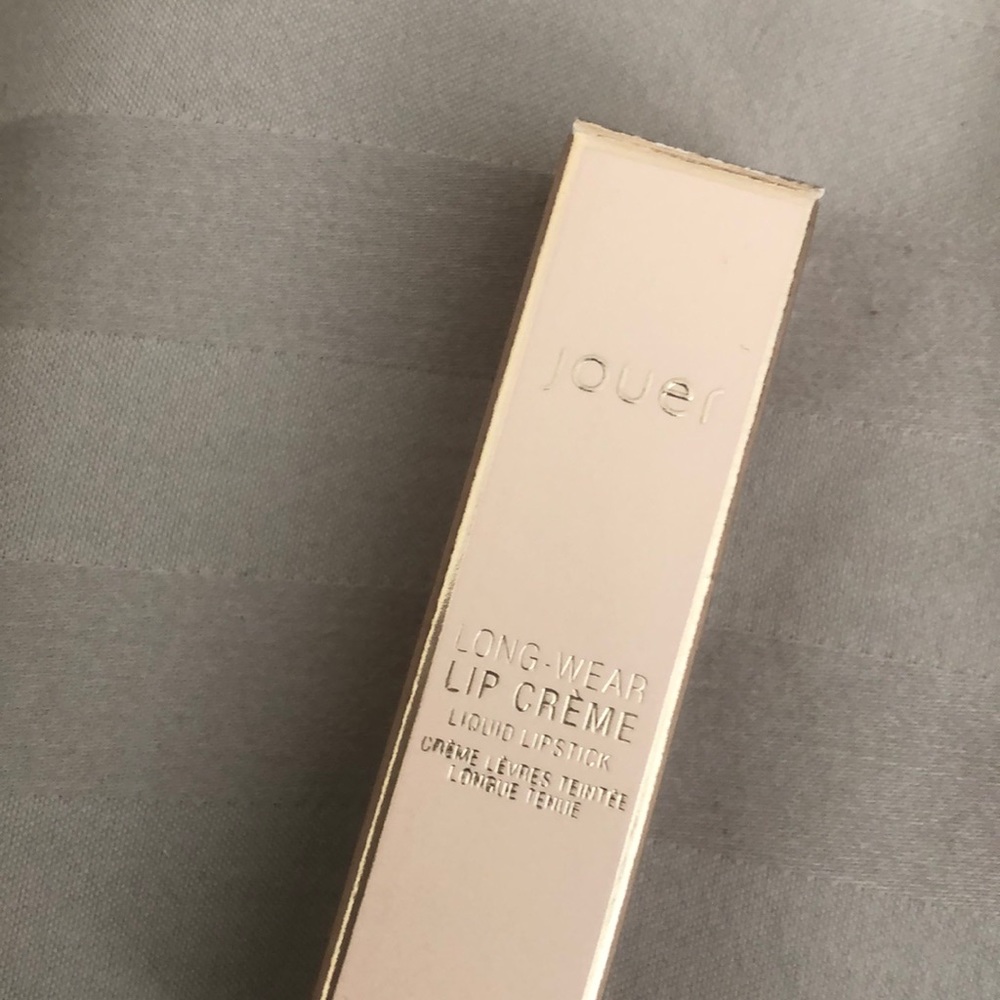 jouer
LONG-WEAR
LIP CRÈME
LIQUID LIPSTICK
CRÈME LÈVRES TEINTÉE
LONGUE TENUE